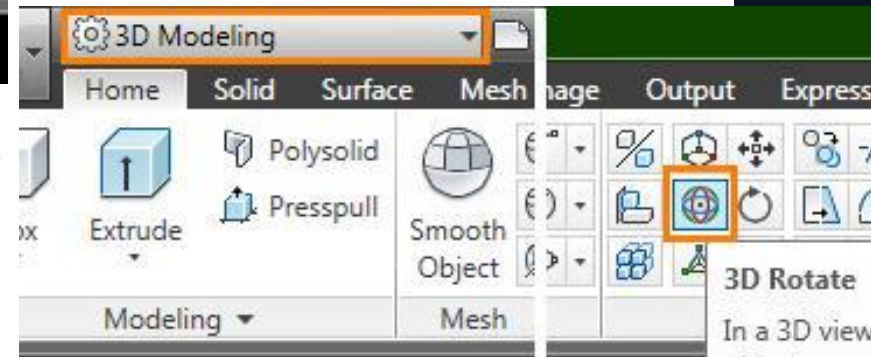 3D Modeling
Home Solid Surface Mesh nage Output Express
Polysolid
Presspull
ox Extrude
Smooth
Object
Modeling Mesh
3D Rotate
In a 3D view